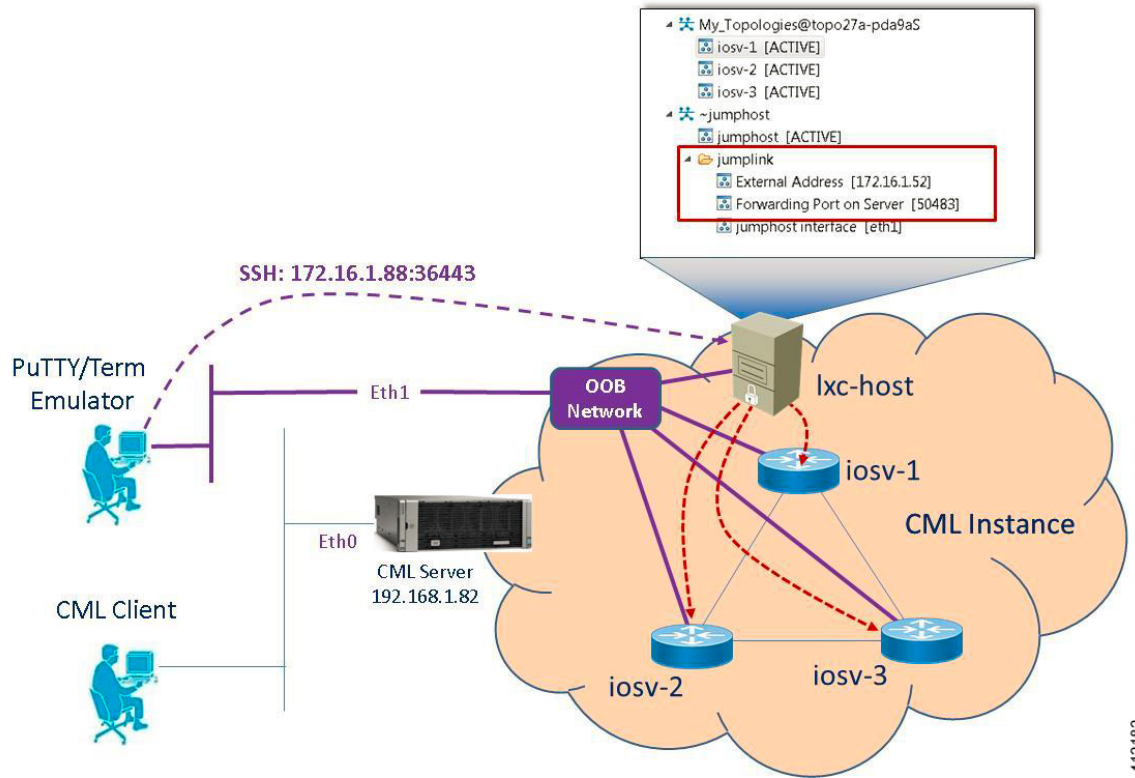 My_Topologies@topo27a-pda9aS
iosv-1 [ACTIVE]
iosv-2 [ACTIVE]
iosv-3 [ACTIVE]
~jumphost
jumphost [ACTIVE]
jumplink
External Address [172.16.1.52]
Forwarding Port on Server [50483]
jumphost interface [eth1]
SSH: 172.16.1.88:36443
PuTTY/Term
Emulator
Eth1
OOB
Network
lxc-host
iosv-1
CML Instance
Eth0
CML Server
192.168.1.82
CML Client
iosv-2
iosv-3